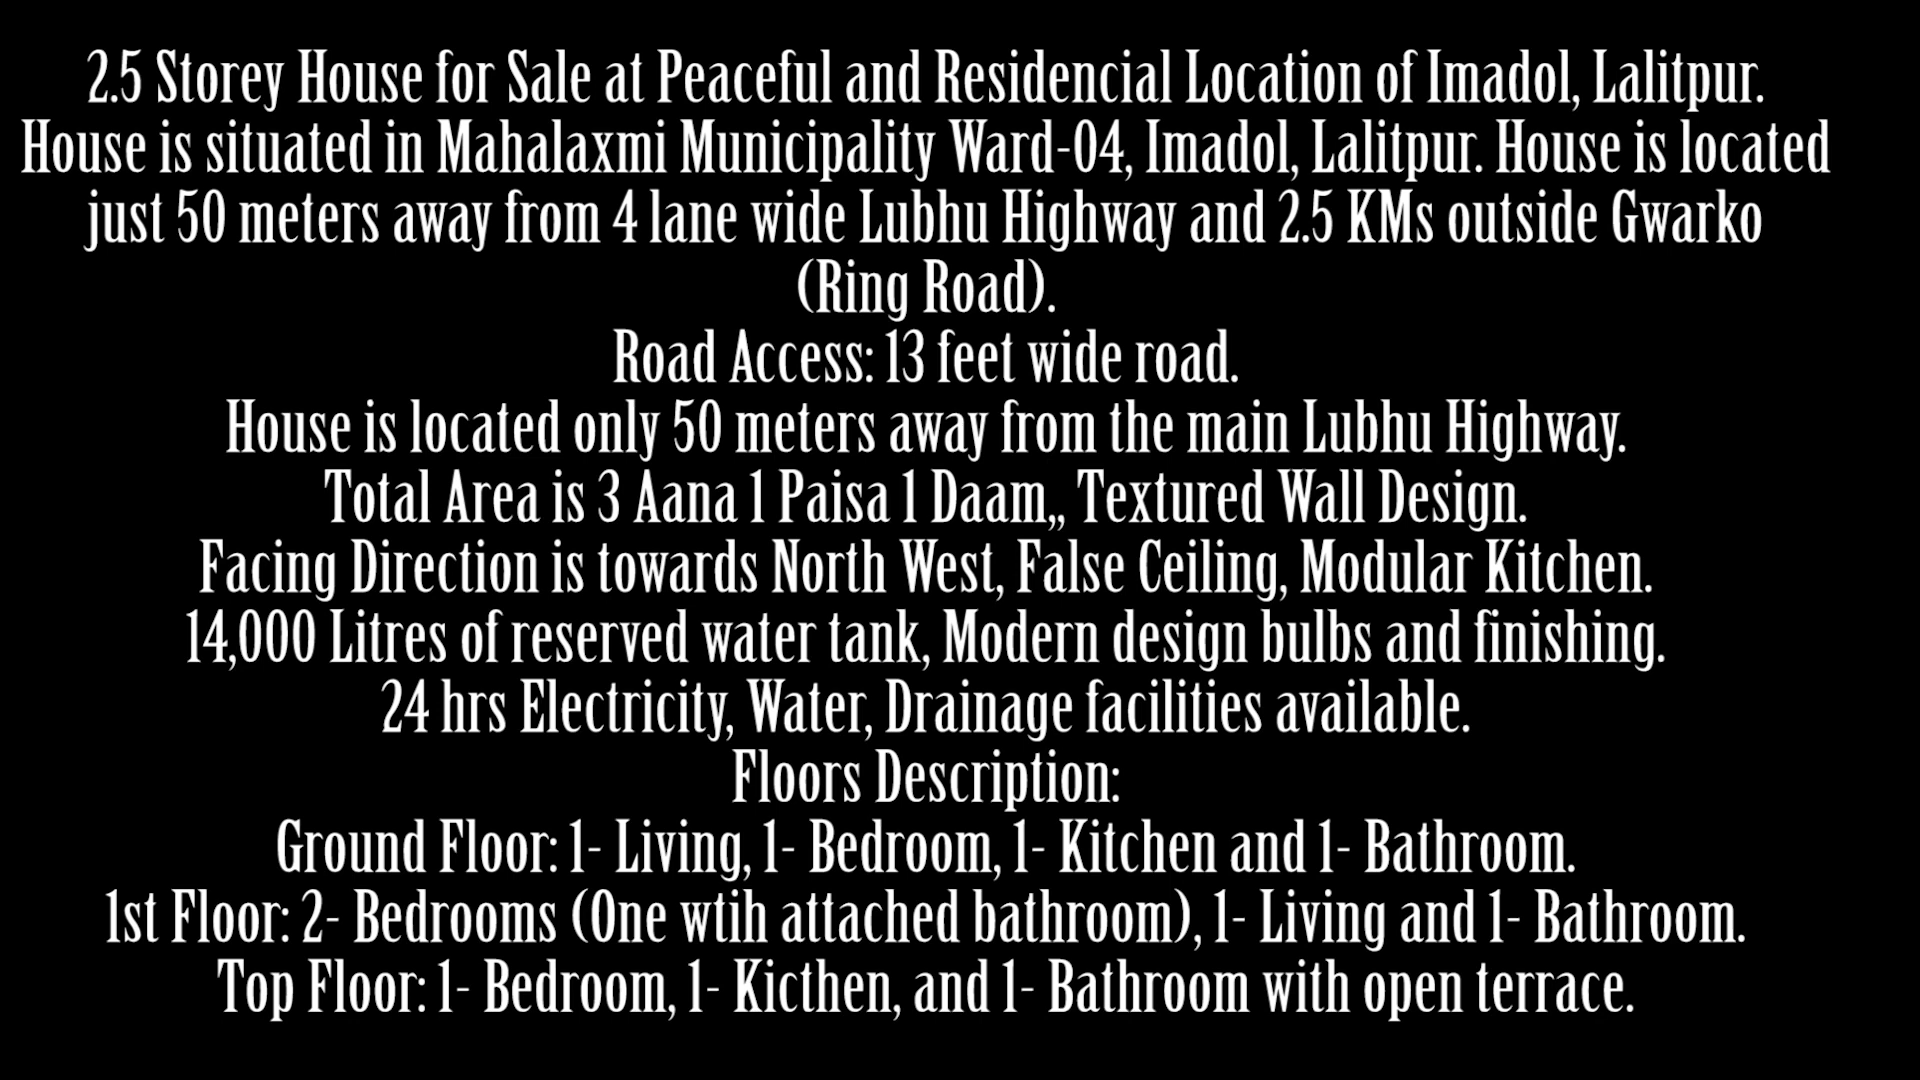 2.5 Storey House for Sale at Peaceful and Residencial Location of Imadol, Lalitpur.
House is situated in Mahalaxmi Municipality Ward-04, Imadol, Lalitpur. House is located
just 50 meters away from 4 lane wide Lubhu Highway and 2.5 KMs outside Gwarko
(Ring Road).
Road Access: 13 feet wide road.
House is located only 50 meters away from the main Lubhu Highway.
Total Area is 3 Aana 1 Paisa 1 Daam,, Textured Wall Design.
Facing Direction is towards North West, False Ceiling, Modular Kitchen.
14,000 Litres of reserved water tank, Modern design bulbs and finishing.
24 hrs Electricity, Water, Drainage facilities available.
Floors Description:
Ground Floor: 1- Living, 1- Bedroom, 1- Kitchen and 1- Bathroom.
1st Floor: 2- Bedrooms (One wtih attached bathroom), 1- Living and 1- Bathroom.
Top Floor: 1- Bedroom, 1- Kicthen, and 1- Bathroom with open terrace.